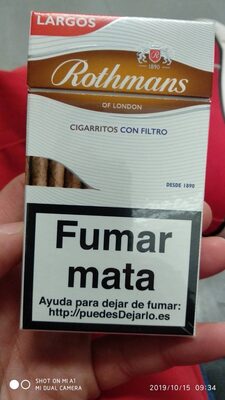 LARGOS
1890
Rothmans
OF LONDON
CIGARRITOS CON FILTRO
DESDE 1890
Fumar
mata
Ayuda para dejar de fumar:
http://puedesDejarlo.es
SHOT ON MI A1
MI DUAL CAMERA
2019/10/15 09:34